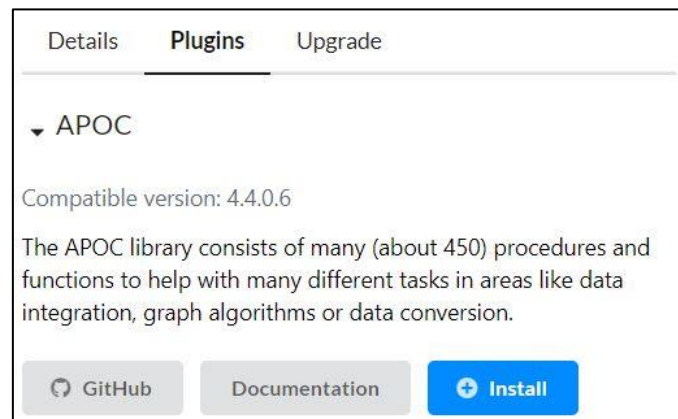 Details Plugins Upgrade
APOC
Compatible version: 4.4.0.6
The APOC library consists of many (about 450) procedures and
functions to help with many different tasks in areas like data
integration, graph algorithms or data conversion.
GitHub Documentation Install